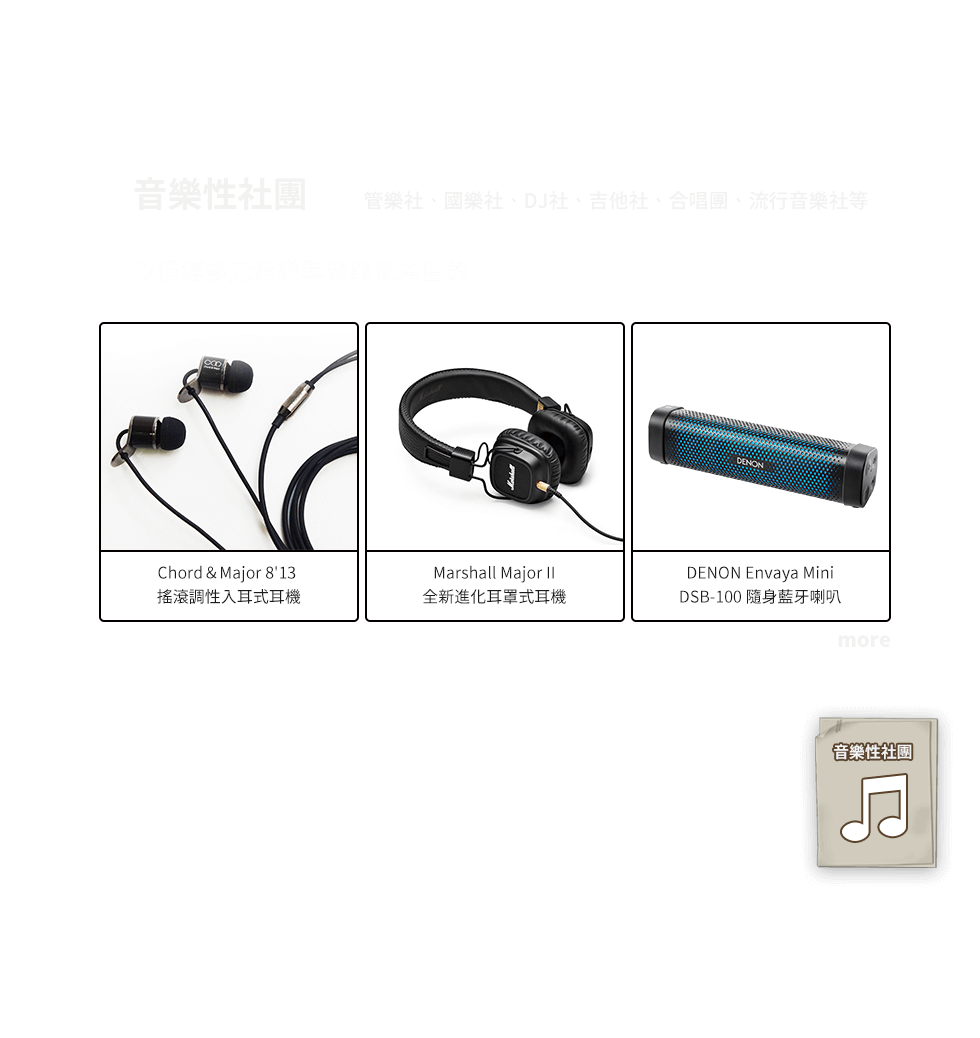 音樂性社團
管樂社、國樂社、DJ社、吉他社、合唱團、流行音樂社等
Marshall
DENON
Chord & Major 8'13
搖滾調性入耳式耳機
Marshall Major II
全新進化耳罩式耳機
DENON Envaya Mini
DSB-100 隨身藍牙喇叭
more
音樂性社團